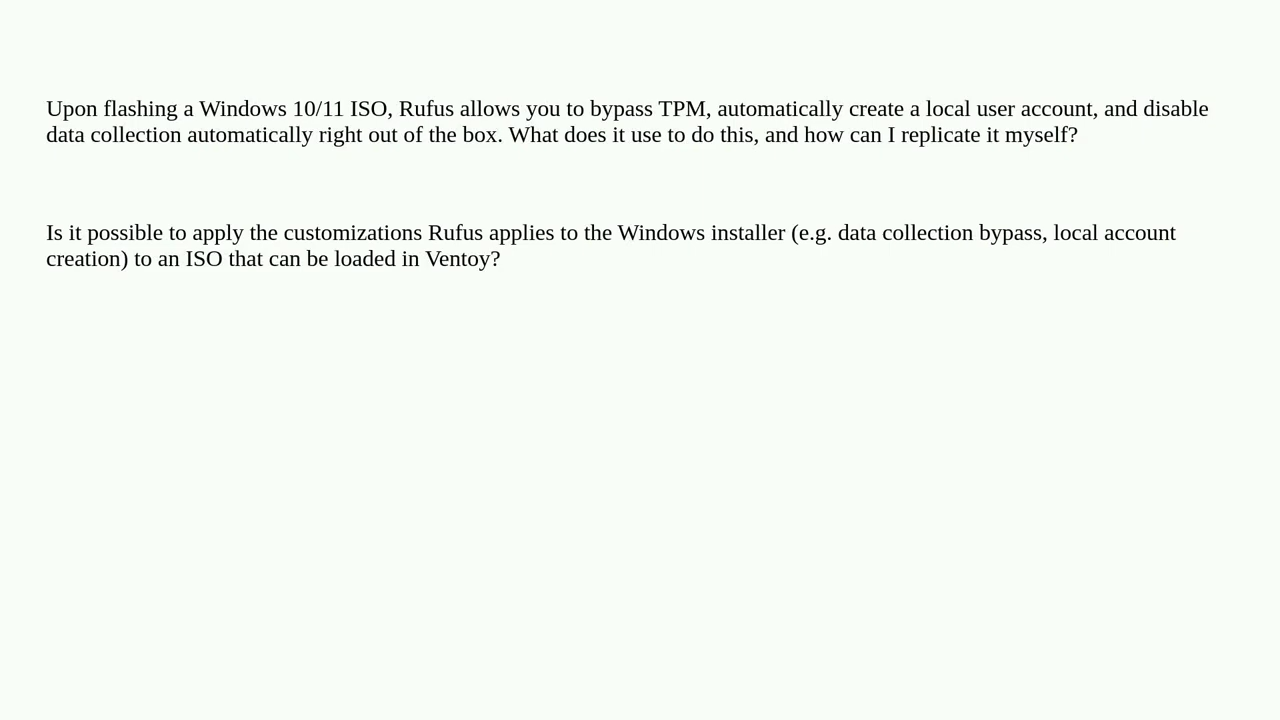 Upon flashing a Windows 10/11 ISO, Rufus allows you to bypass TPM, automatically create a local user account, and disable
data collection automatically right out of the box. What does it use to do this, and how can I replicate it myself?
Is it possible to apply the customizations Rufus applies to the Windows installer (e.g. data collection bypass, local account
creation) to an ISO that can be loaded in Ventoy?